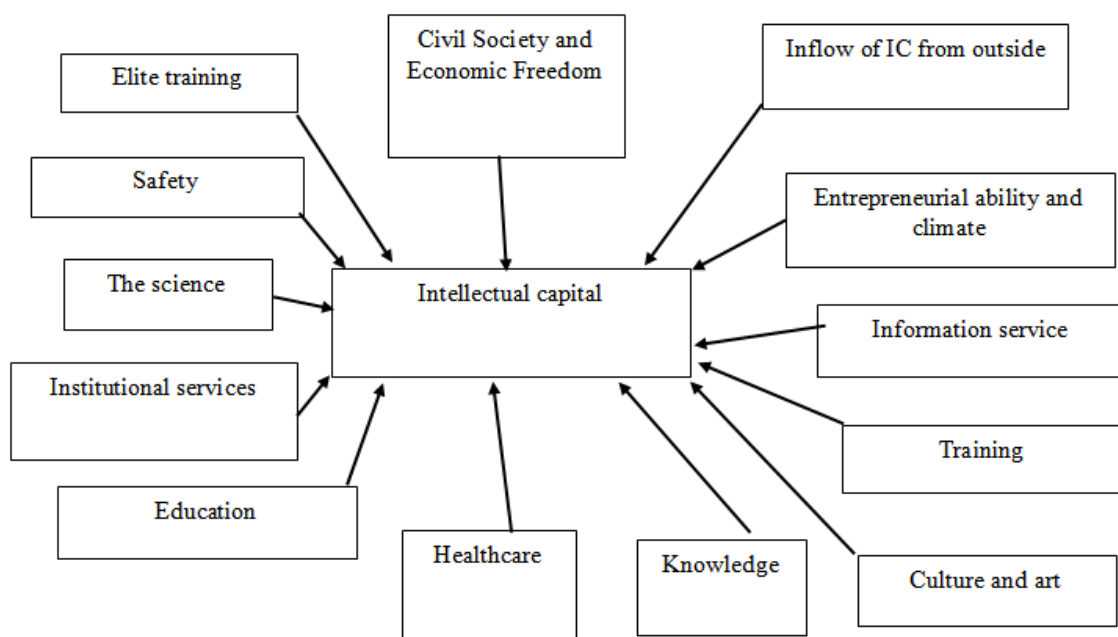 Civil Society and
Economic Freedom
Inflow of IC from outside
Elite training
Safety
Entrepreneurial ability and
climate
The science
Intellectual capital
Information service
Institutional services
Training
Education
Healthcare
Knowledge
Culture and art